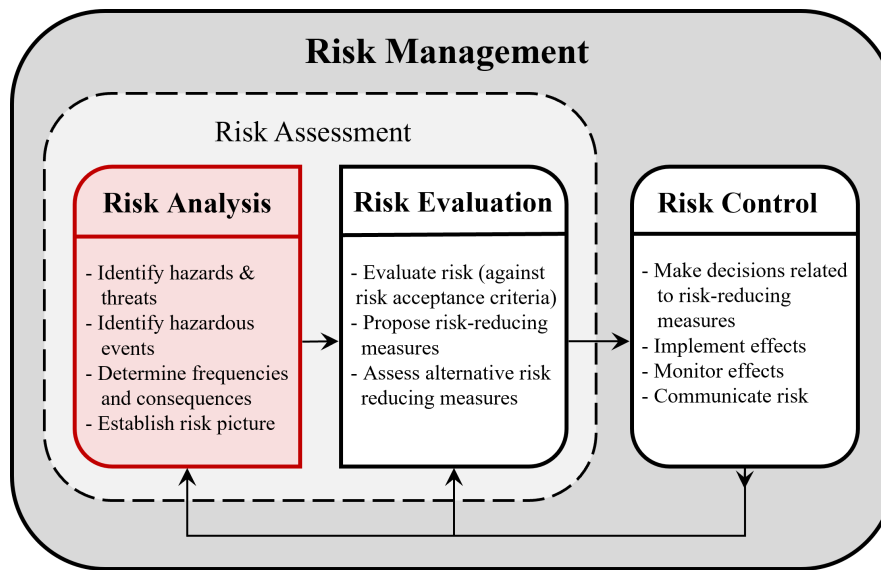 Risk Management
Risk Assessment
Risk Analysis
- Identify hazards &
threats
- Identify hazardous
events
- Determine frequencies
and consequences
- Establish risk picture
Risk Evaluation
- Evaluate risk (against
risk acceptance criteria)
- Propose risk-reducing
measures
- Assess alternative risk
reducing measures
Risk Control
- Make decisions related
to risk-reducing
measures
- Implement effects
- Monitor effects
- Communicate risk